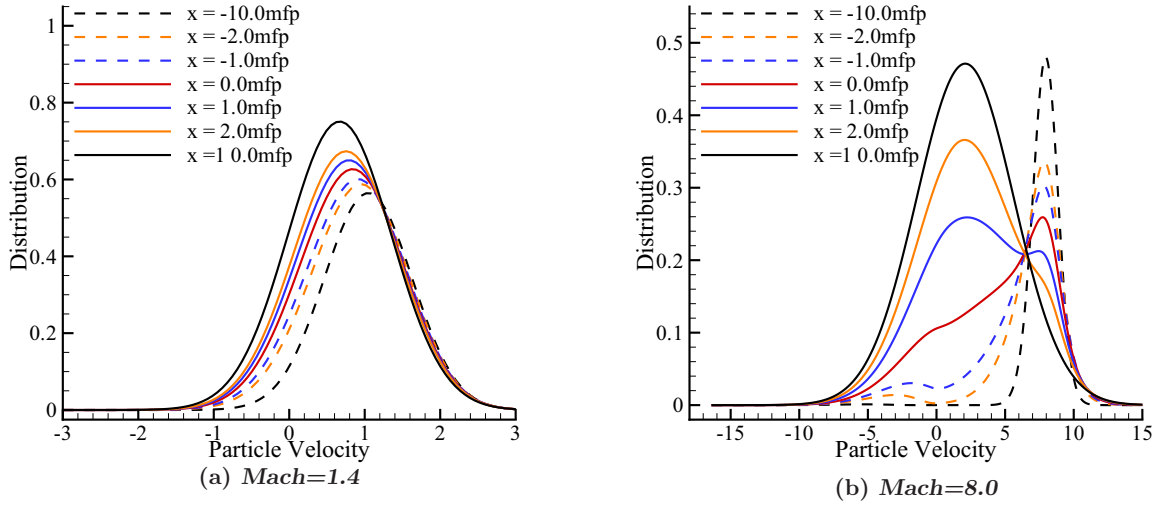 x = -10.0mfp
x = -2.0mfp
x = -1.0mfp
x = 0.0mfp
x = 1.0mfp
x = 2.0mfp
x =1 0.0mfp
Distribution
1
0.8
0.6
0.4
0.2
0
-3
-2
-1
0
1
2
3
Particle Velocity
(a) Mach=1.4
x = -10.0mfp
x = -2.0mfp
x = -1.0mfp
x = 0.0mfp
x = 1.0mfp
x = 2.0mfp
x =1 0.0mfp
Distribution
0.5
0.4
0.3
0.2
0.1
0
-15
-10
-5
0
5
10
15
Particle Velocity
(b) Mach=8.0